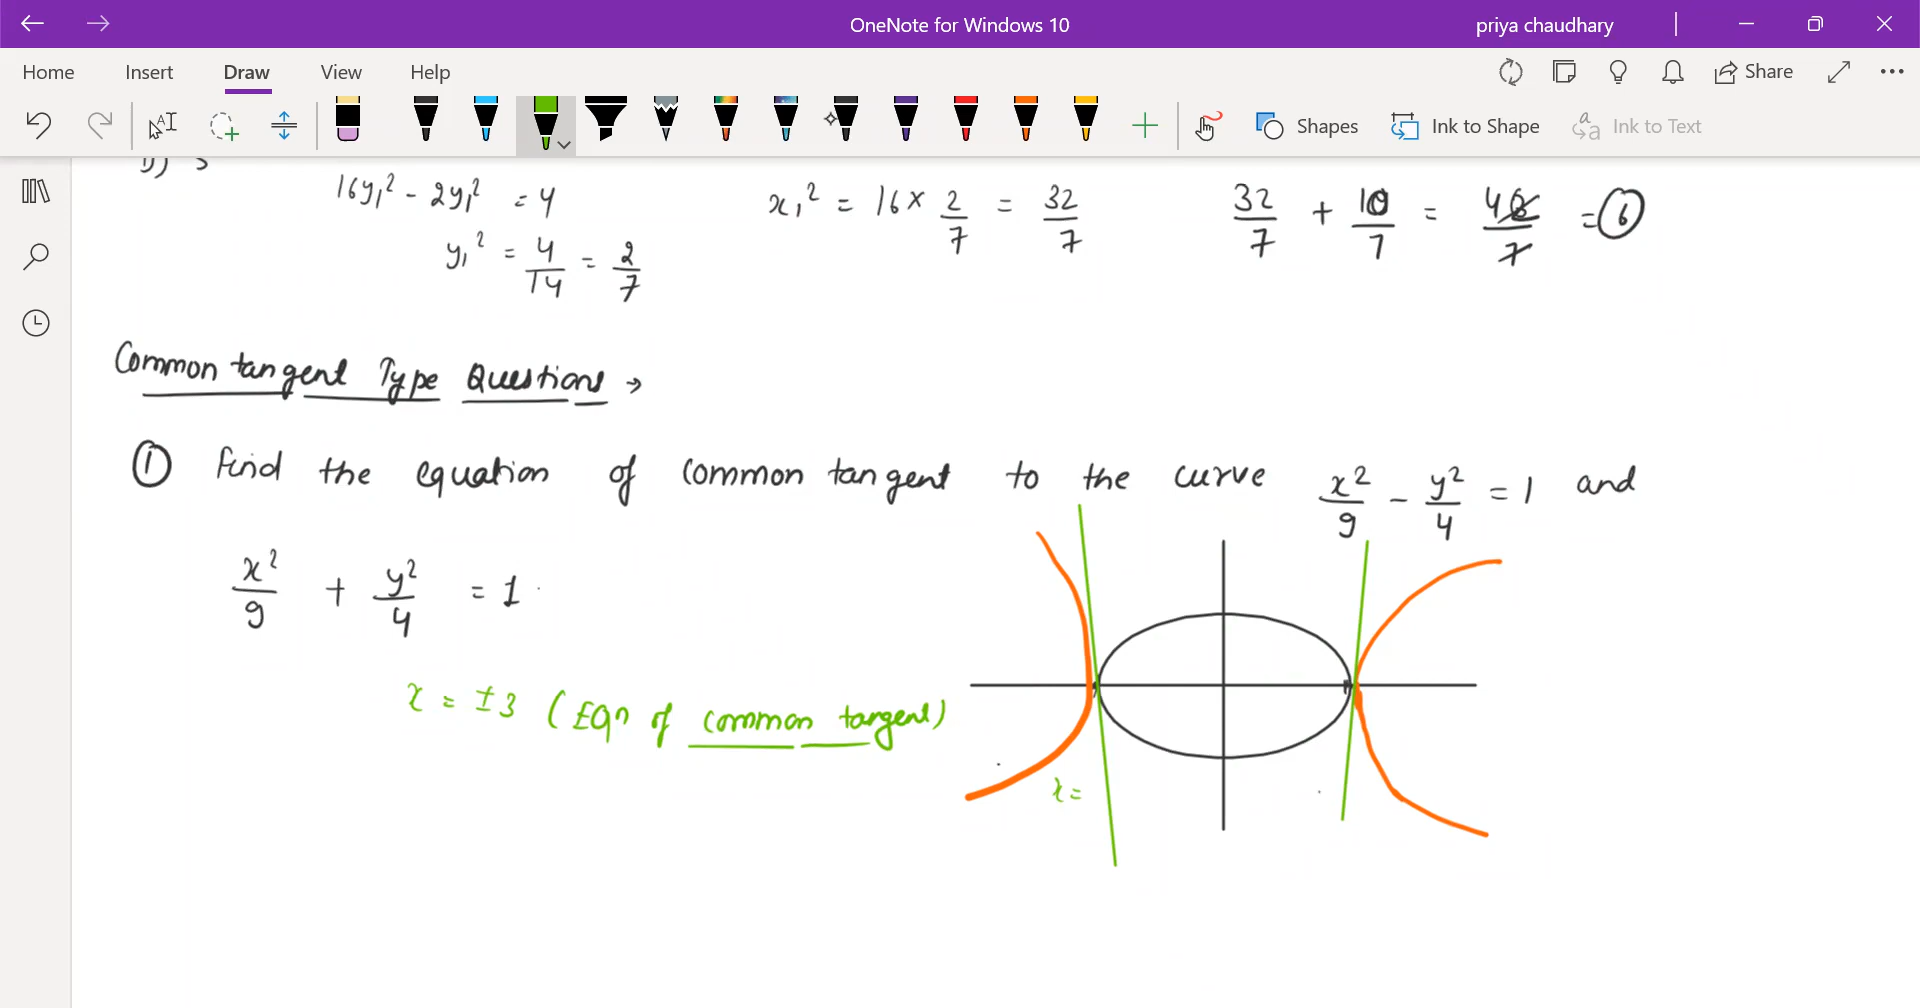 OneNote for Windows 10
priya chaudhary
Home Insert Draw View Help
Share
Shapes Ink to Shape Ink to Text
16y₁² - 2y₁² = 4
x₁² = 16 × 2/7 = 32/7
32/7 + 10/7 = 42/7 = 6
y₁² = 4/14 = 2/7
Common tangent Type Questions →
① Find the equation of common tangent to the curve x²/9 - y²/4 = 1 and
x²/9 + y²/4 = 1
x = ±3 (Eqn of common tangent)
x =